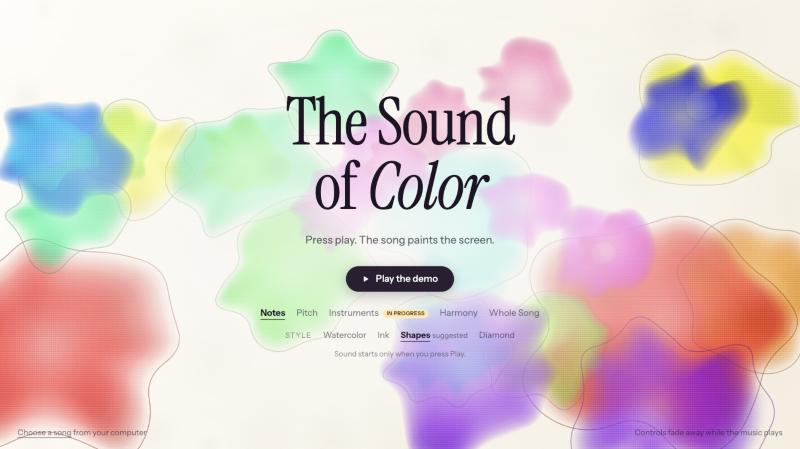 The Sound
of Color
Press play. The song paints the screen.
Play the demo
Notes Pitch Instruments IN PROGRESS Harmony Whole Song
STYLE Watercolor Ink Shapes suggested Diamond
Sound starts only when you press Play.
Choose a song from your computer
Controls fade away while the music plays